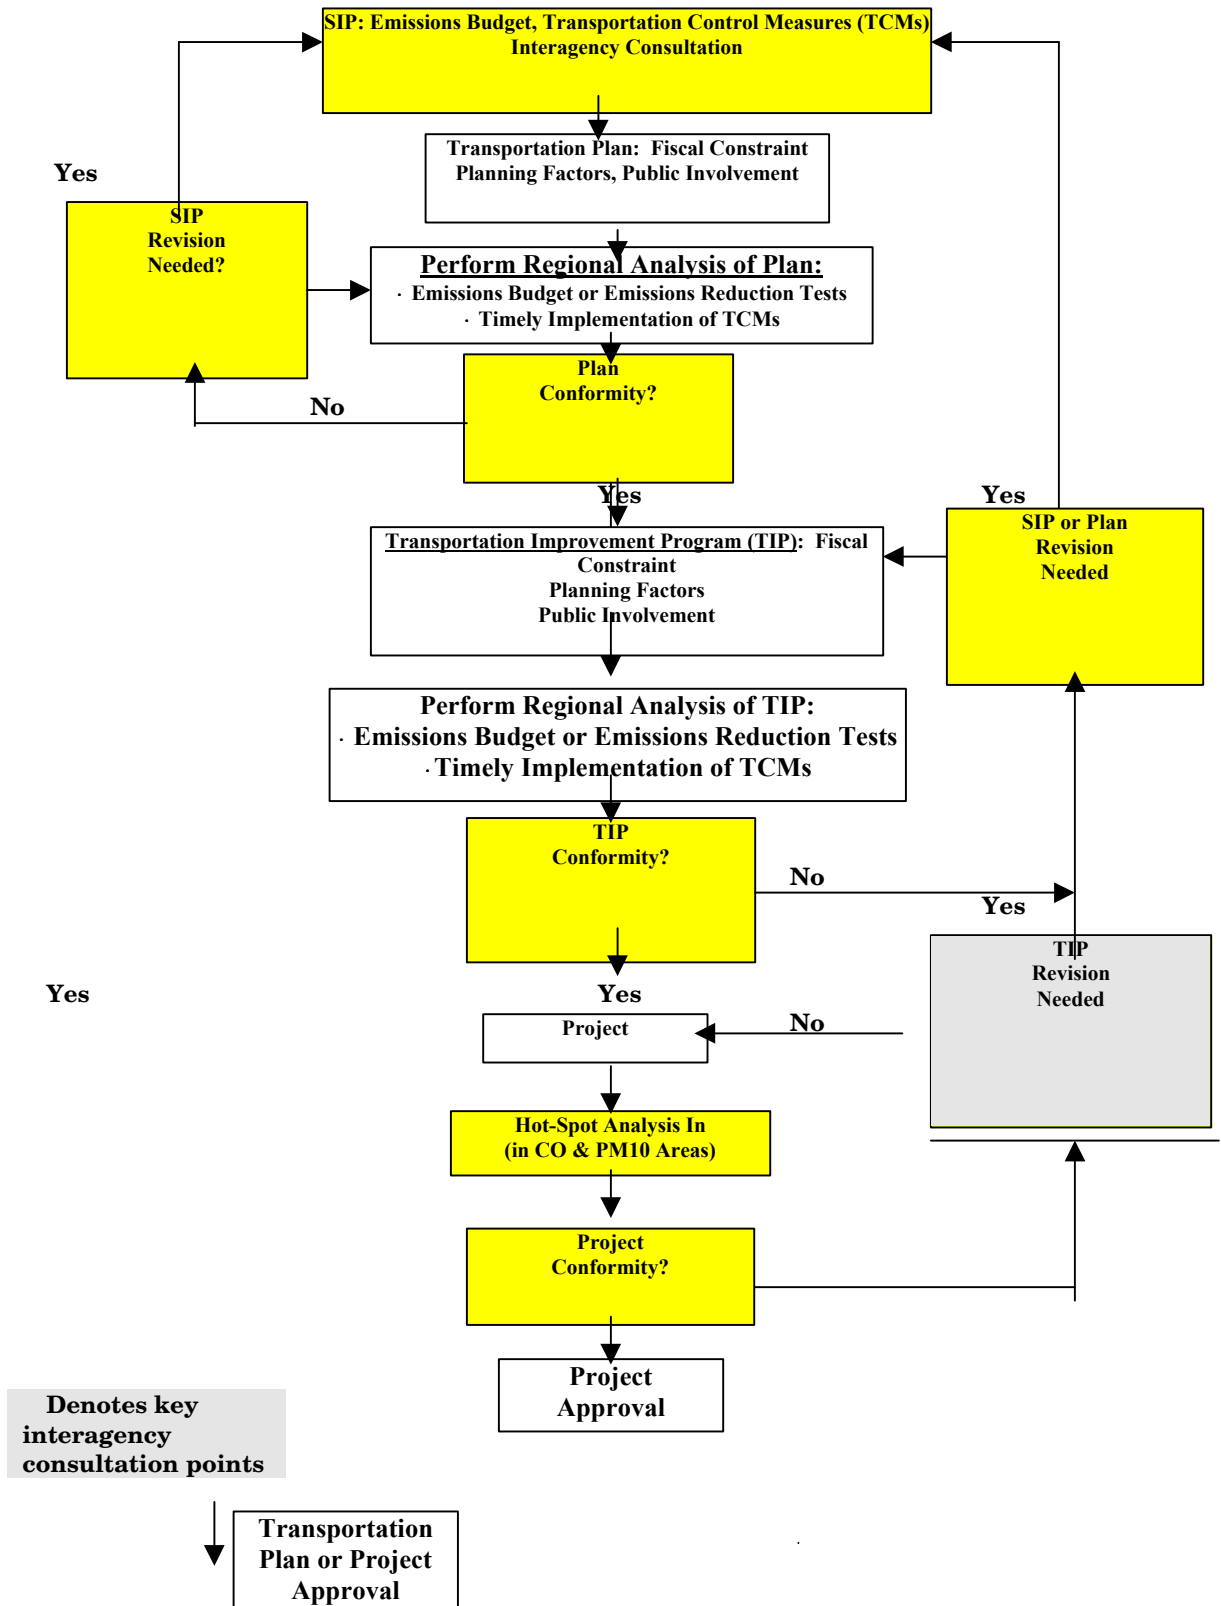 SIP: Emissions Budget, Transportation Control Measures (TCMs)
Interagency Consultation
Transportation Plan: Fiscal Constraint
Planning Factors, Public Involvement
Yes
SIP
Revision
Needed?
Perform Regional Analysis of Plan:
· Emissions Budget or Emissions Reduction Tests
· Timely Implementation of TCMs
Plan
Conformity?
No
Yes
Yes
SIP or Plan
Revision
Needed
Transportation Improvement Program (TIP): Fiscal
Constraint
Planning Factors
Public Involvement
Perform Regional Analysis of TIP:
· Emissions Budget or Emissions Reduction Tests
· Timely Implementation of TCMs
TIP
Conformity?
No
Yes
TIP
Revision
Needed
Yes
Yes
Project
No
Hot-Spot Analysis In
(in CO & PM10 Areas)
Project
Conformity?
Project
Approval
Denotes key
interagency
consultation points
Transportation
Plan or Project
Approval